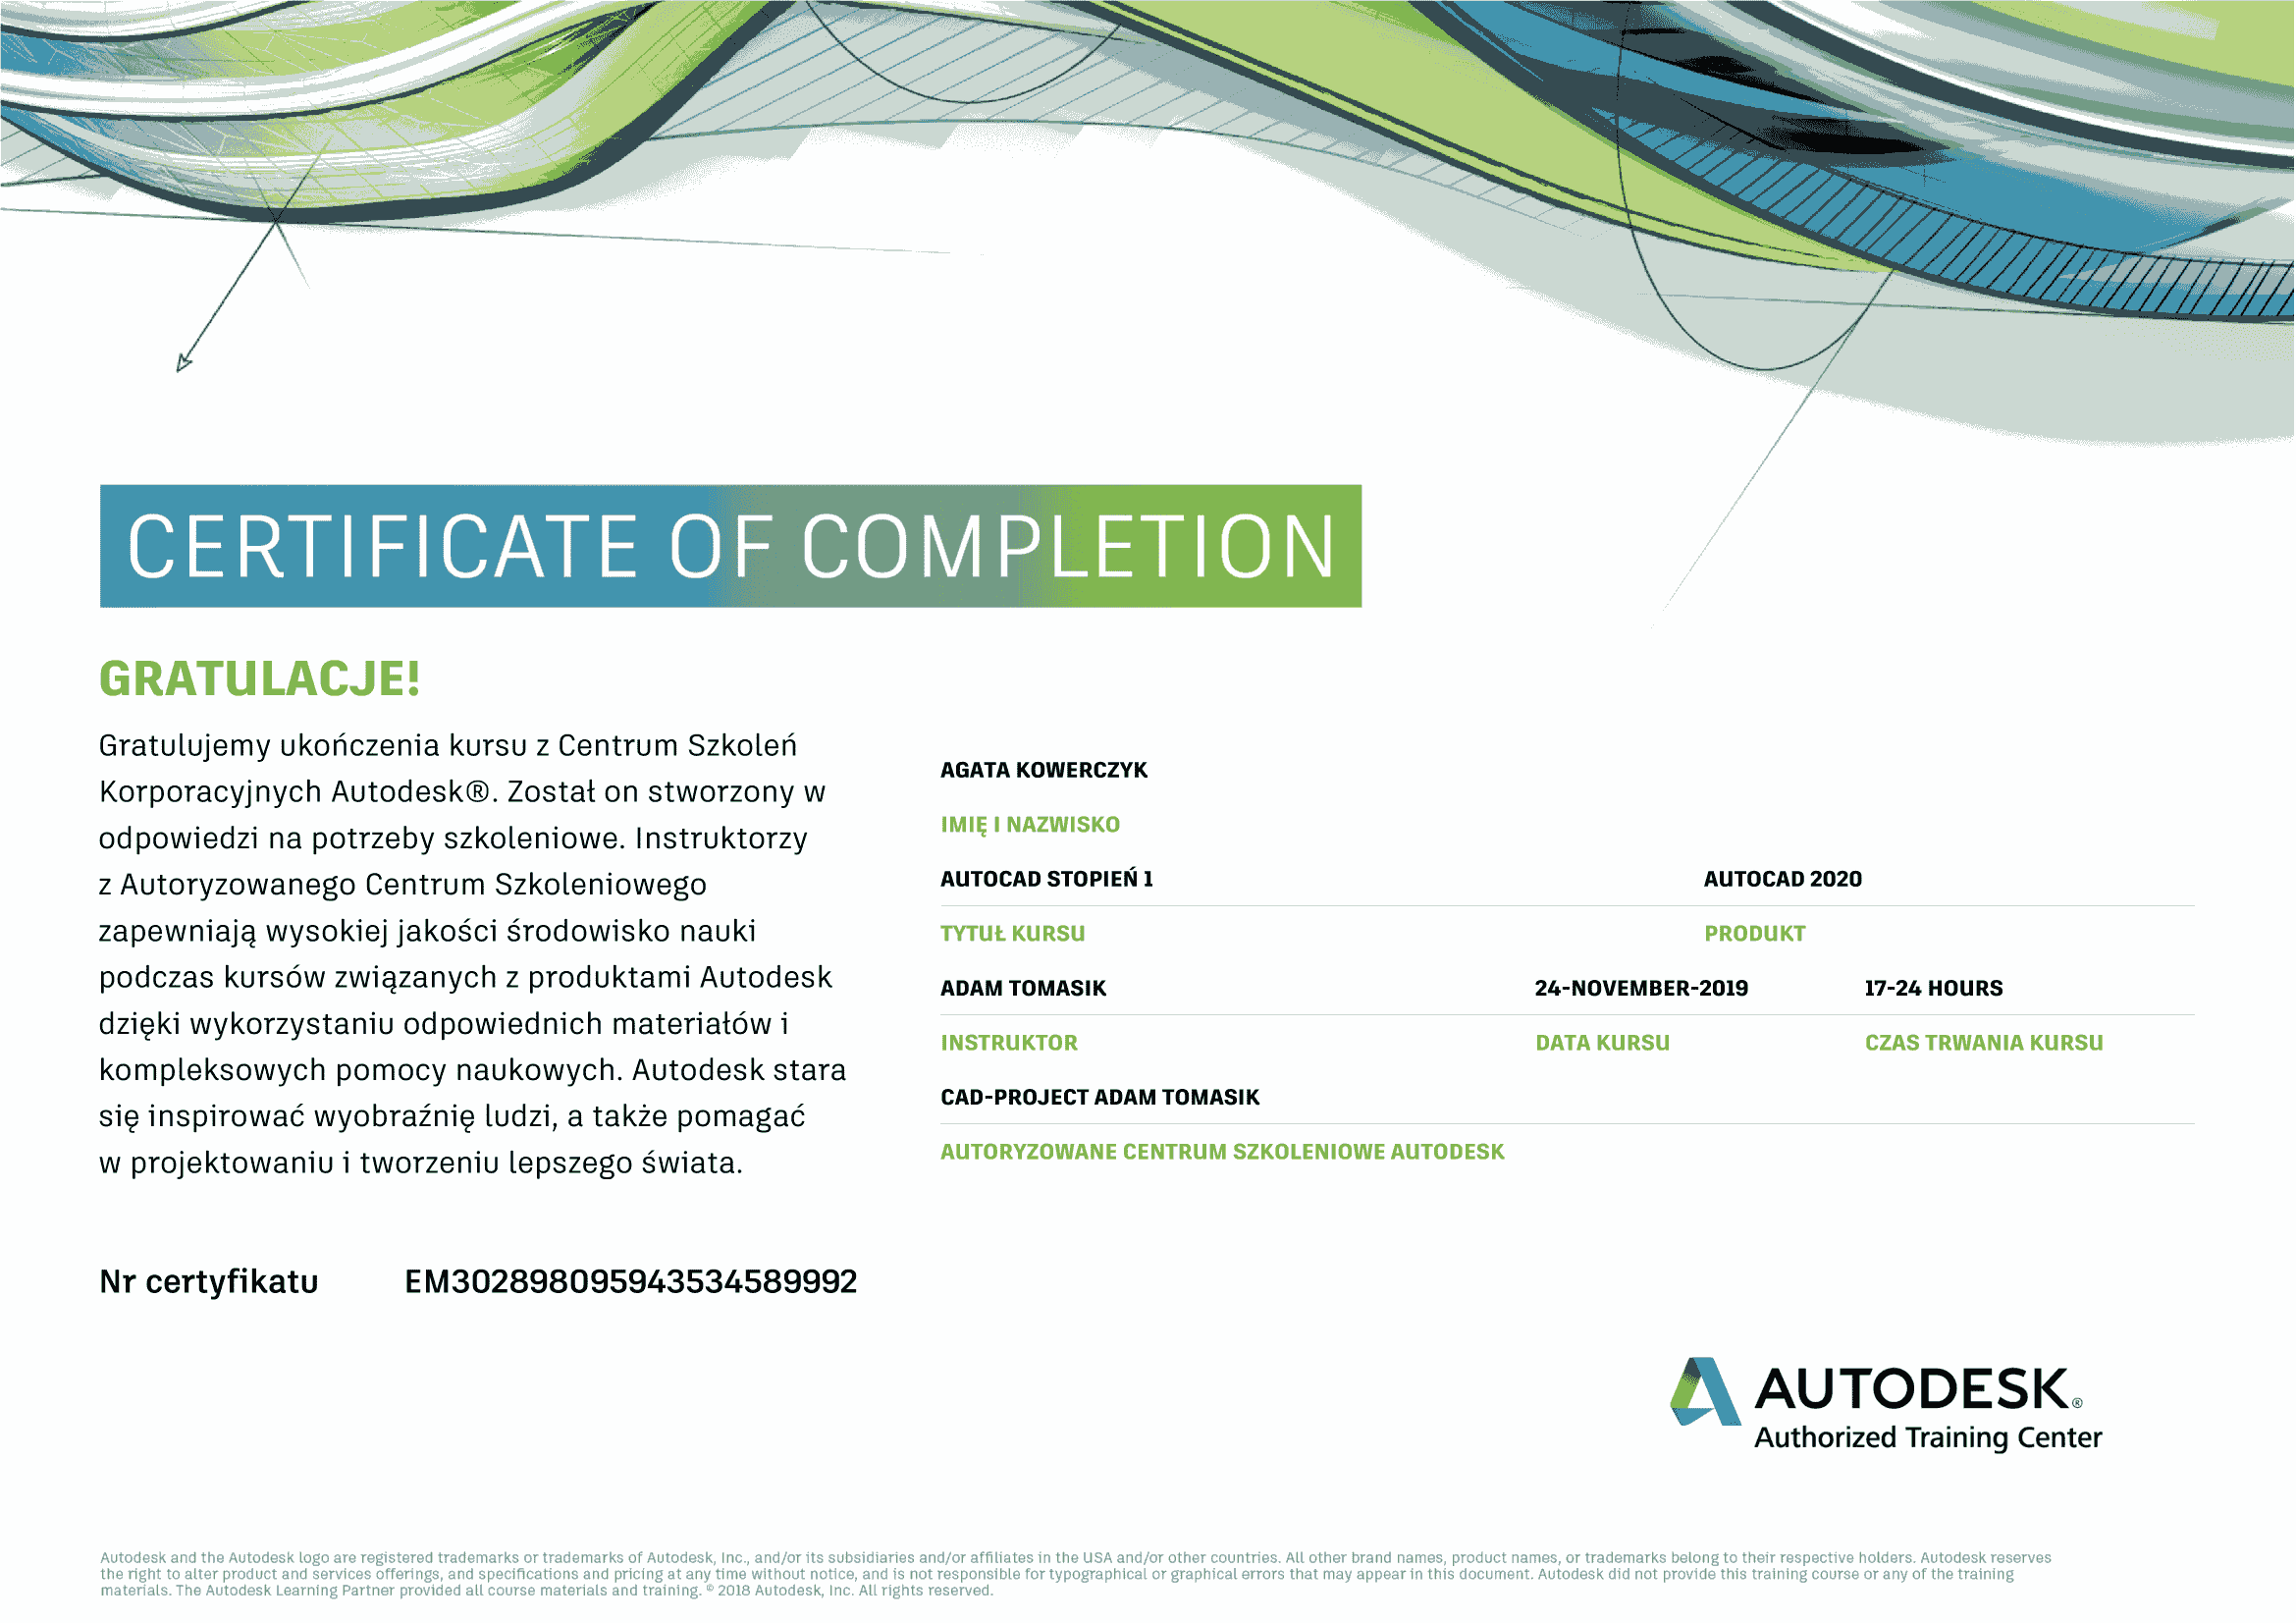 CERTIFICATE OF COMPLETION
GRATULACJE!
Gratulujemy ukończenia kursu z Centrum Szkoleń
Korporacyjnych Autodesk®. Został on stworzony w
odpowiedzi na potrzeby szkoleniowe. Instruktorzy
z Autoryzowanego Centrum Szkoleniowego
zapewniają wysokiej jakości środowisko nauki
podczas kursów związanych z produktami Autodesk
dzięki wykorzystaniu odpowiednich materiałów i
kompleksowych pomocy naukowych. Autodesk stara
się inspirować wyobraźnię ludzi, a także pomagać
w projektowaniu i tworzeniu lepszego świata.
Nr certyfikatu EM302898095943534589992
AGATA KOWERCZYK
IMIĘ I NAZWISKO
AUTOCAD STOPIEŃ 1 AUTOCAD 2020
TYTUŁ KURSU PRODUKT
ADAM TOMASIK 24-NOVEMBER-2019 17-24 HOURS
INSTRUKTOR DATA KURSU CZAS TRWANIA KURSU
CAD-PROJECT ADAM TOMASIK
AUTORYZOWANE CENTRUM SZKOLENIOWE AUTODESK
AUTODESK®
Authorized Training Center
Autodesk and the Autodesk logo are registered trademarks or trademarks of Autodesk, Inc., and/or its subsidiaries and/or affiliates in the USA and/or other countries. All other brand names, product names, or trademarks belong to their respective holders. Autodesk reserves
the right to alter product and services offerings, and specifications and pricing at any time without notice, and is not responsible for typographical or graphical errors that may appear in this document. Autodesk did not provide this training course or any of the training
materials. The Autodesk Learning Partner provided all course materials and training. © 2018 Autodesk, Inc. All rights reserved.